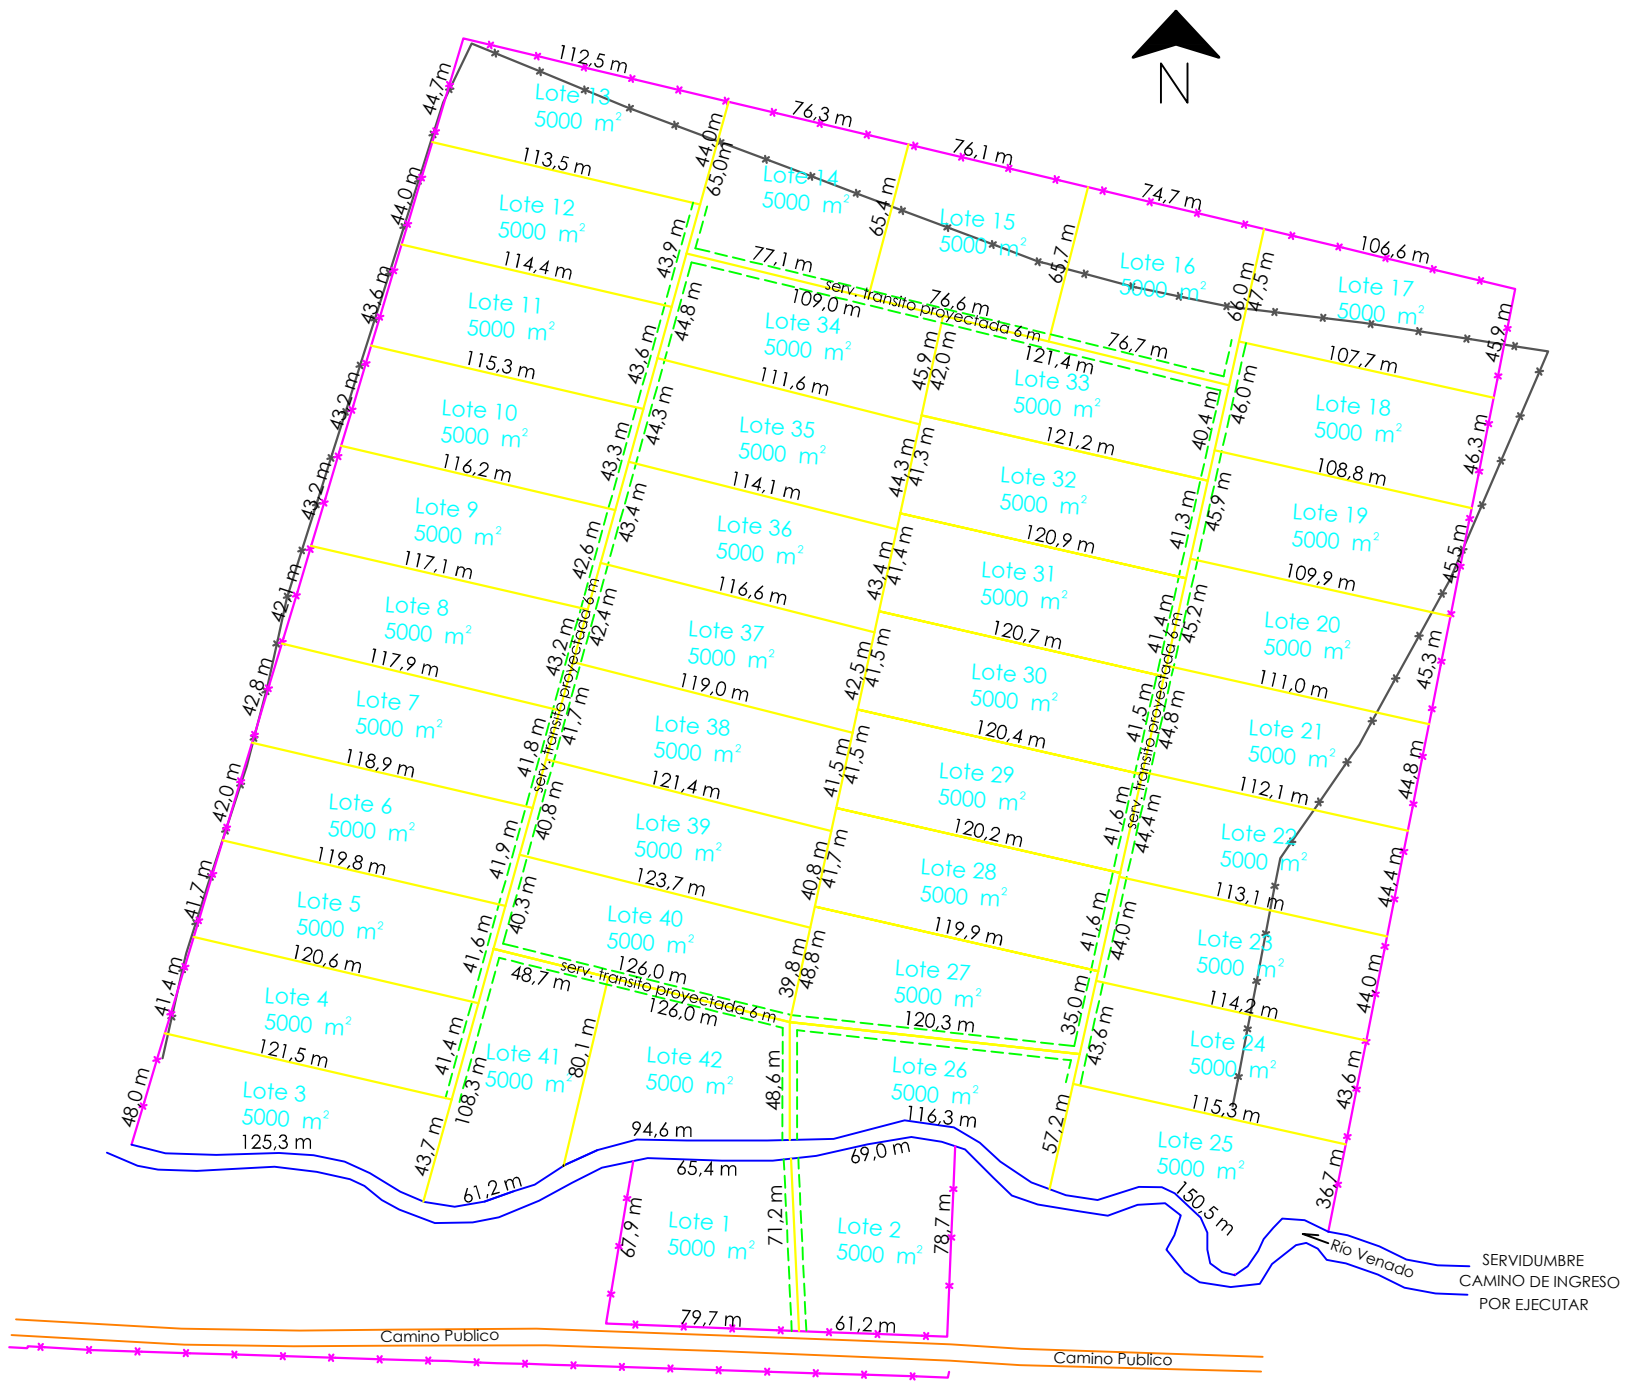 N
112,5 m
44,7m
Lote 13
5000 m²
44,0m
65,0m
76,3 m
76,1 m
74,7 m
106,6 m
113,5 m
Lote 14
5000 m²
65,4 m
Lote 15
5000 m²
65,7 m
Lote 16
5000 m²
66,0m
47,5 m
Lote 17
5000 m²
45,9 m
44,0 m
Lote 12
5000 m²
43,9 m
77,1 m
serv. transito proyectada 6 m
76,6 m
76,7 m
114,4 m
109,0 m
121,4 m
107,7 m
43,6 m
Lote 11
5000 m²
43,6 m
44,8 m
Lote 34
5000 m²
45,9 m
42,0 m
Lote 33
5000 m²
40,4 m
46,0 m
Lote 18
5000 m²
46,3 m
115,3 m
111,6 m
121,2 m
108,8 m
43,2 m
Lote 10
5000 m²
43,3 m
44,3 m
Lote 35
5000 m²
44,3 m
41,3 m
Lote 32
5000 m²
41,3 m
45,9 m
Lote 19
5000 m²
45,5 m
116,2 m
114,1 m
120,9 m
109,9 m
43,2 m
Lote 9
5000 m²
42,6 m
43,4 m
Lote 36
5000 m²
43,4 m
41,4 m
Lote 31
5000 m²
41,4 m
45,2 m
Lote 20
5000 m²
45,3 m
117,1 m
116,6 m
120,7 m
111,0 m
42,1 m
Lote 8
5000 m²
43,2 m
42,4 m
Lote 37
5000 m²
42,5 m
41,5 m
Lote 30
5000 m²
41,5 m
44,8 m
Lote 21
5000 m²
44,8 m
serv. transito proyectada 6 m
serv. transito proyectada 6 m
117,9 m
119,0 m
120,4 m
112,1 m
42,8 m
Lote 7
5000 m²
41,8 m
41,7 m
Lote 38
5000 m²
41,5 m
41,5 m
Lote 29
5000 m²
41,6 m
44,4 m
Lote 22
5000 m²
44,4 m
118,9 m
121,4 m
120,2 m
113,1 m
42,0 m
Lote 6
5000 m²
41,9 m
40,8 m
Lote 39
5000 m²
40,8 m
41,7 m
Lote 28
5000 m²
41,6 m
44,0 m
Lote 23
5000 m²
44,0 m
119,8 m
123,7 m
119,9 m
114,2 m
41,7 m
Lote 5
5000 m²
41,6 m
40,3 m
Lote 40
5000 m²
39,8 m
48,8 m
Lote 27
5000 m²
35,0 m
43,6 m
Lote 24
5000 m²
43,6 m
120,6 m
126,0 m
serv. transito proyectada 6 m
48,7 m
126,0 m
120,3 m
115,3 m
41,4 m
Lote 4
5000 m²
41,4 m
108,3 m
Lote 41
5000 m²
80,1 m
Lote 42
5000 m²
48,6 m
Lote 26
5000 m²
116,3 m
57,2 m
Lote 25
5000 m²
36,7 m
121,5 m
48,0 m
Lote 3
5000 m²
125,3 m
43,7 m
61,2 m
94,6 m
65,4 m
69,0 m
150,5 m
67,9 m
Lote 1
5000 m²
71,2 m
Lote 2
5000 m²
78,7 m
Río Venado
SERVIDUMBRE
CAMINO DE INGRESO
POR EJECUTAR
79,7 m
61,2 m
Camino Publico
Camino Publico